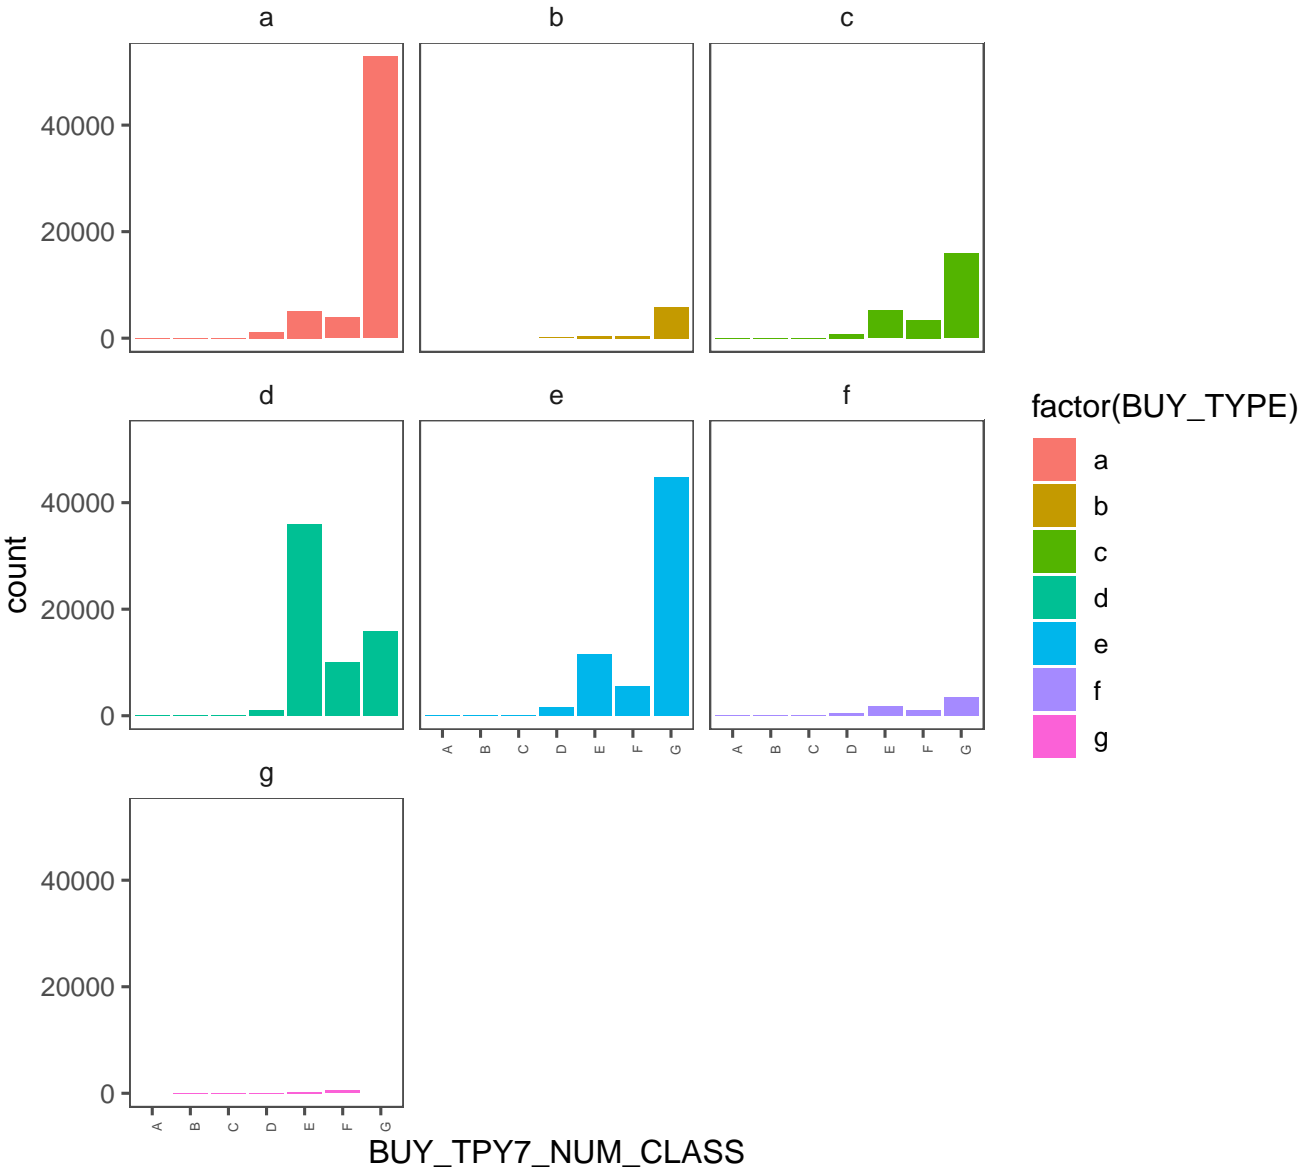 a b c
40000
20000
0
d e f
factor(BUY_TYPE)
a
b
c
d
e
f
g
count
40000
20000
0
A B C D E F G
A B C D E F G
g
40000
20000
0
A B C D E F G
BUY_TPY7_NUM_CLASS